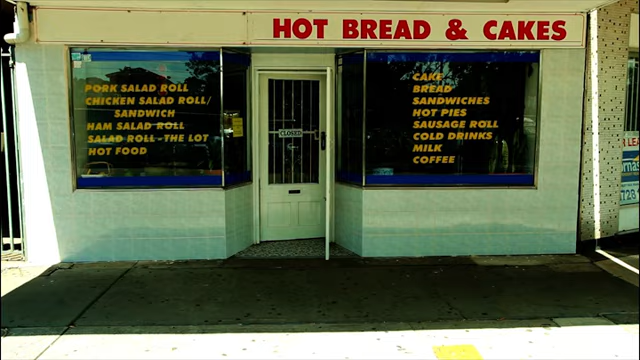 HOT BREAD & CAKES
PORK SALAD ROLL
CHICKEN SALAD ROLL/
SANDWICH
HAM SALAD ROLL
SALAD ROLL - THE LOT
HOT FOOD
CLOSED
CAKE
BREAD
SANDWICHES
HOT PIES
SAUSAGE ROLL
COLD DRINKS
MILK
COFFEE